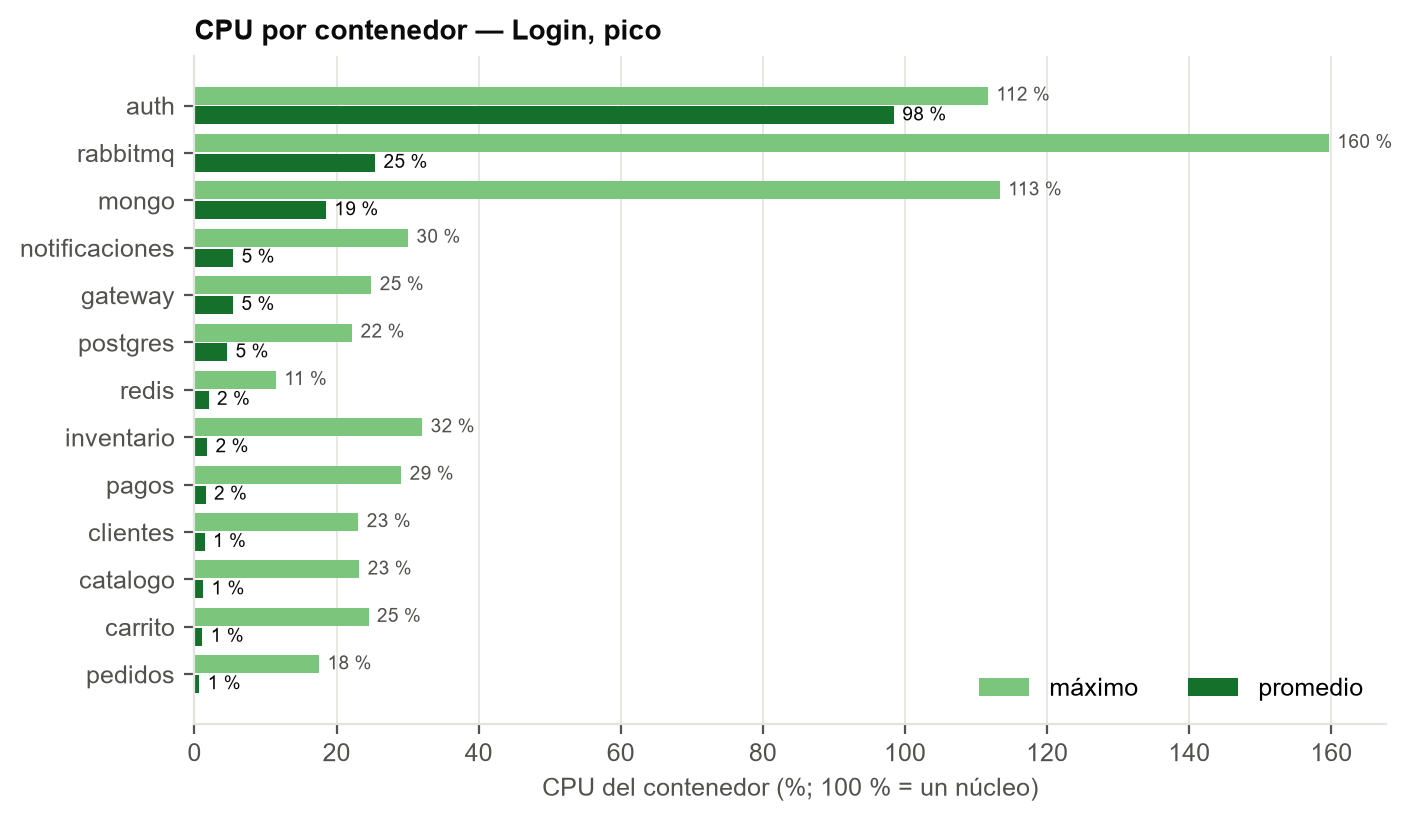 CPU por contenedor — Login, pico
auth
112 %
98 %
rabbitmq
160 %
25 %
mongo
113 %
19 %
notificaciones
30 %
5 %
gateway
25 %
5 %
postgres
22 %
5 %
redis
11 %
2 %
inventario
32 %
2 %
pagos
29 %
2 %
clientes
23 %
1 %
catalogo
23 %
1 %
carrito
25 %
1 %
pedidos
18 %
1 %
máximo
promedio
0 20 40 60 80 100 120 140 160
CPU del contenedor (%; 100 % = un núcleo)